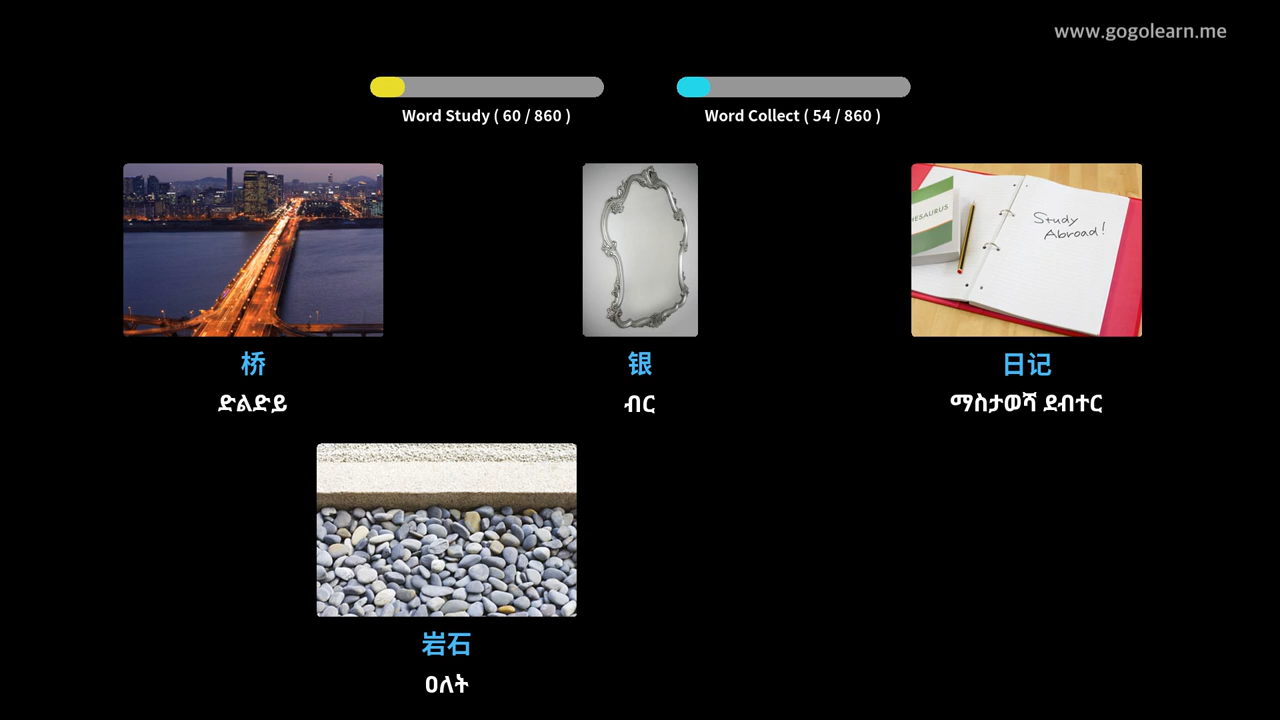 www.gogolearn.me
Word Study ( 60 / 860 )
Word Collect ( 54 / 860 )
HESAURUS
Study
Abroad!
桥
银
日记
ድልድይ
ብር
ማስታወሻ ደብተር
岩石
ዐለት